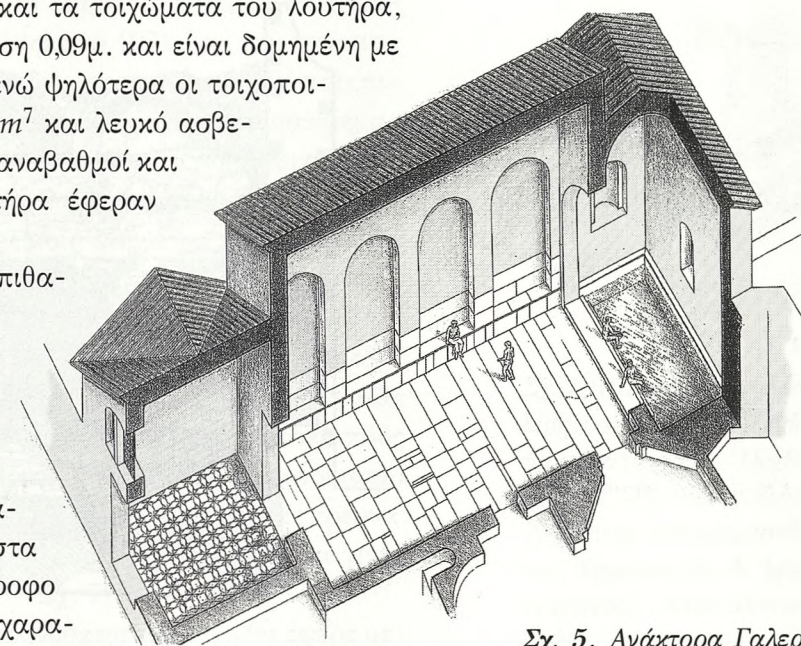 και τα τοιχώματα του λουτήρα,
ση 0,09μ. και είναι δομημένη με
ενώ ψηλότερα οι τοιχοποι-
m⁷ και λευκό ασβε-
αναβαθμοί και
τήρα έφεραν
πιθα-
α-
στα
ροφο
χαρα-
Σχ. 5. Ανάκτορα Γαλερ